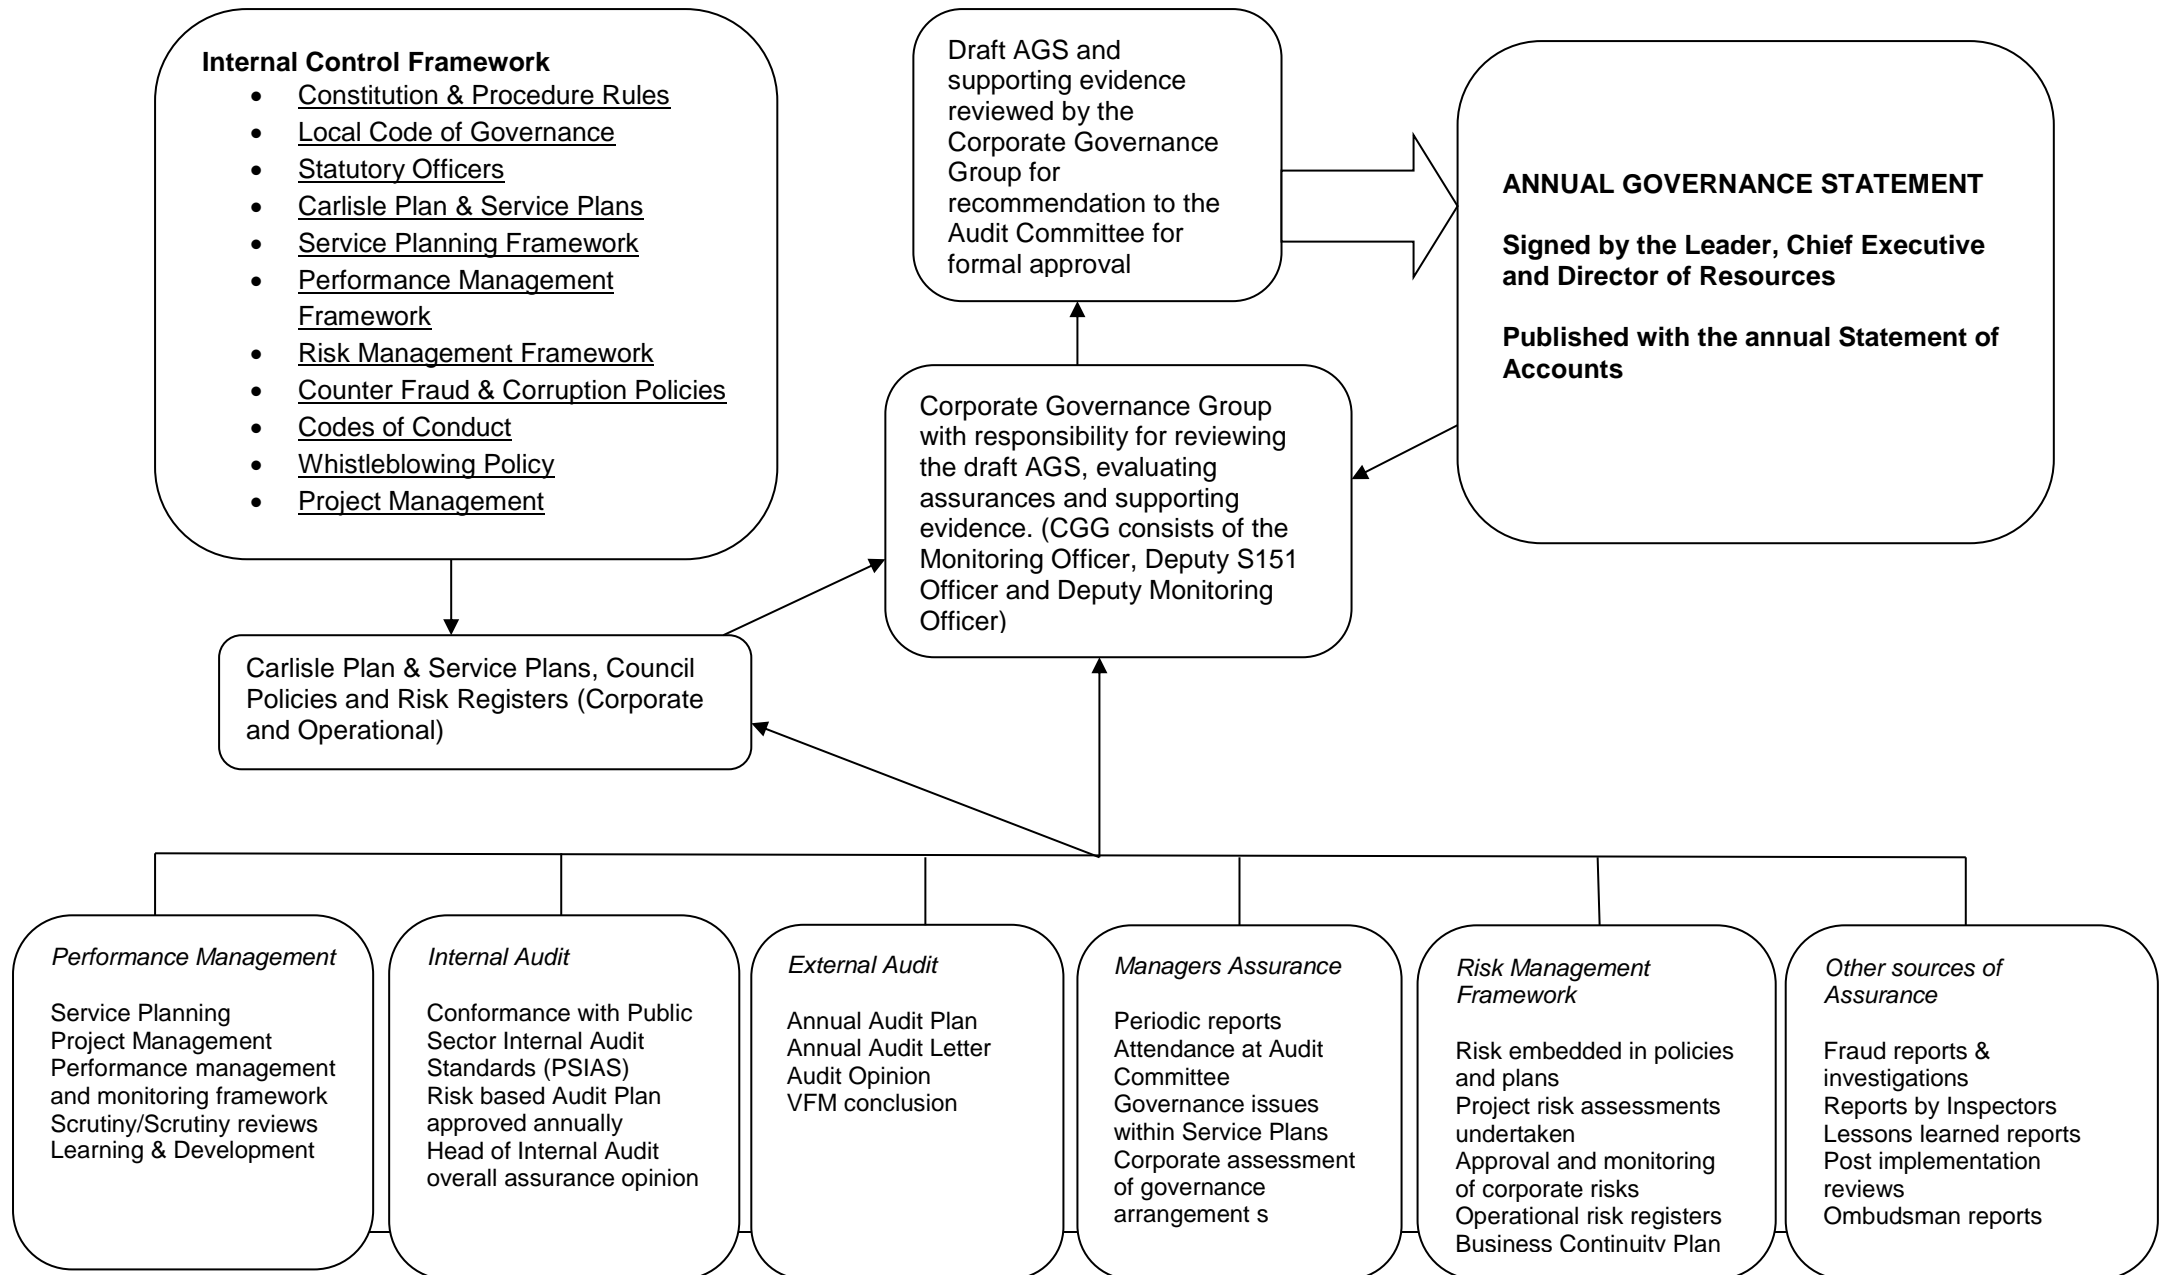 Internal Control Framework
• Constitution & Procedure Rules
• Local Code of Governance
• Statutory Officers
• Carlisle Plan & Service Plans
• Service Planning Framework
• Performance Management
Framework
• Risk Management Framework
• Counter Fraud & Corruption Policies
• Codes of Conduct
• Whistleblowing Policy
• Project Management
Draft AGS and
supporting evidence
reviewed by the
Corporate Governance
Group for
recommendation to the
Audit Committee for
formal approval
ANNUAL GOVERNANCE STATEMENT
Signed by the Leader, Chief Executive
and Director of Resources
Published with the annual Statement of
Accounts
Corporate Governance Group
with responsibility for reviewing
the draft AGS, evaluating
assurances and supporting
evidence. (CGG consists of the
Monitoring Officer, Deputy S151
Officer and Deputy Monitoring
Officer)
Carlisle Plan & Service Plans, Council
Policies and Risk Registers (Corporate
and Operational)
Performance Management
Service Planning
Project Management
Performance management
and monitoring framework
Scrutiny/Scrutiny reviews
Learning & Development
Internal Audit
Conformance with Public
Sector Internal Audit
Standards (PSIAS)
Risk based Audit Plan
approved annually
Head of Internal Audit
overall assurance opinion
External Audit
Annual Audit Plan
Annual Audit Letter
Audit Opinion
VFM conclusion
Managers Assurance
Periodic reports
Attendance at Audit
Committee
Governance issues
within Service Plans
Corporate assessment
of governance
arrangement s
Risk Management
Framework
Risk embedded in policies
and plans
Project risk assessments
undertaken
Approval and monitoring
of corporate risks
Operational risk registers
Business Continuity Plan
Other sources of
Assurance
Fraud reports &
investigations
Reports by Inspectors
Lessons learned reports
Post implementation
reviews
Ombudsman reports